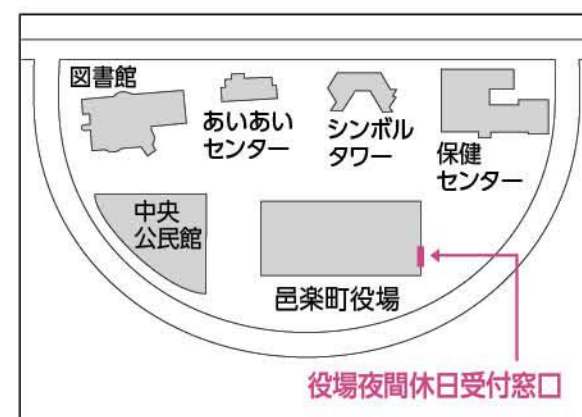 図書館
あいあい
センター
シンボル
タワー
保健
センター
中央
公民館
邑楽町役場
役場夜間休日受付窓口